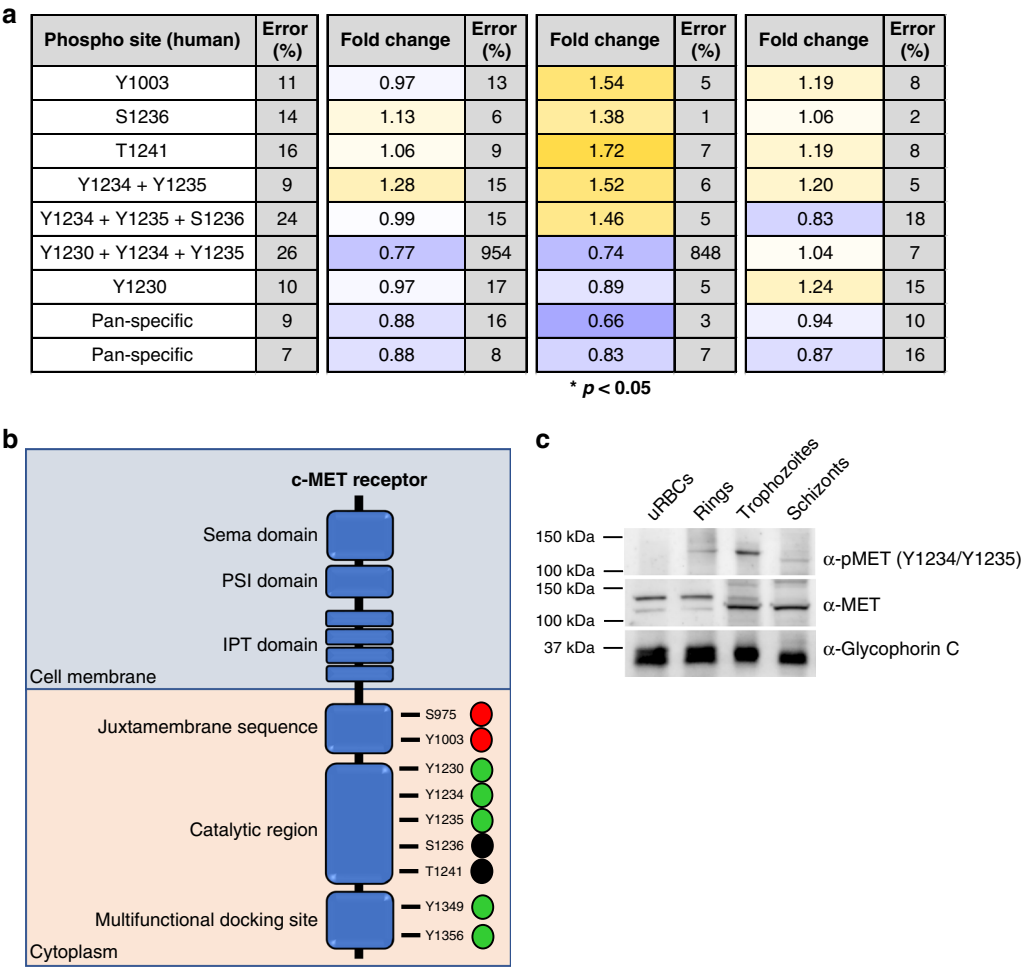 a
Phospho site (human) Error (%) Fold change Error (%) Fold change Error (%) Fold change Error (%)
Y1003 11 0.97 13 1.54 5 1.19 8
S1236 14 1.13 6 1.38 1 1.06 2
T1241 16 1.06 9 1.72 7 1.19 8
Y1234 + Y1235 9 1.28 15 1.52 6 1.20 5
Y1234 + Y1235 + S1236 24 0.99 15 1.46 5 0.83 18
Y1230 + Y1234 + Y1235 26 0.77 954 0.74 848 1.04 7
Y1230 10 0.97 17 0.89 5 1.24 15
Pan-specific 9 0.88 16 0.66 3 0.94 10
Pan-specific 7 0.88 8 0.83 7 0.87 16
* p < 0.05
b
c-MET receptor
Sema domain
PSI domain
IPT domain
Cell membrane
Juxtamembrane sequence
S975
Y1003
Y1230
Y1234
Y1235
Catalytic region
S1236
T1241
Y1349
Multifunctional docking site
Y1356
Cytoplasm
c
uRBCs Rings Trophozoites Schizonts
150 kDa
α-pMET (Y1234/Y1235)
100 kDa
150 kDa
α-MET
100 kDa
37 kDa
α-Glycophorin C